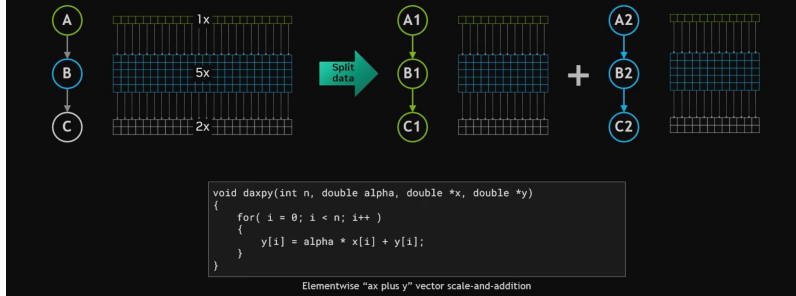 A
1x
A1
A2
B
5x
Split
data
B1
+
B2
C
2x
C1
C2
void daxpy(int n, double alpha, double *x, double *y)
{
    for( i = 0; i < n; i++ )
    {
        y[i] = alpha * x[i] + y[i];
    }
}
Elementwise “ax plus y” vector scale-and-addition